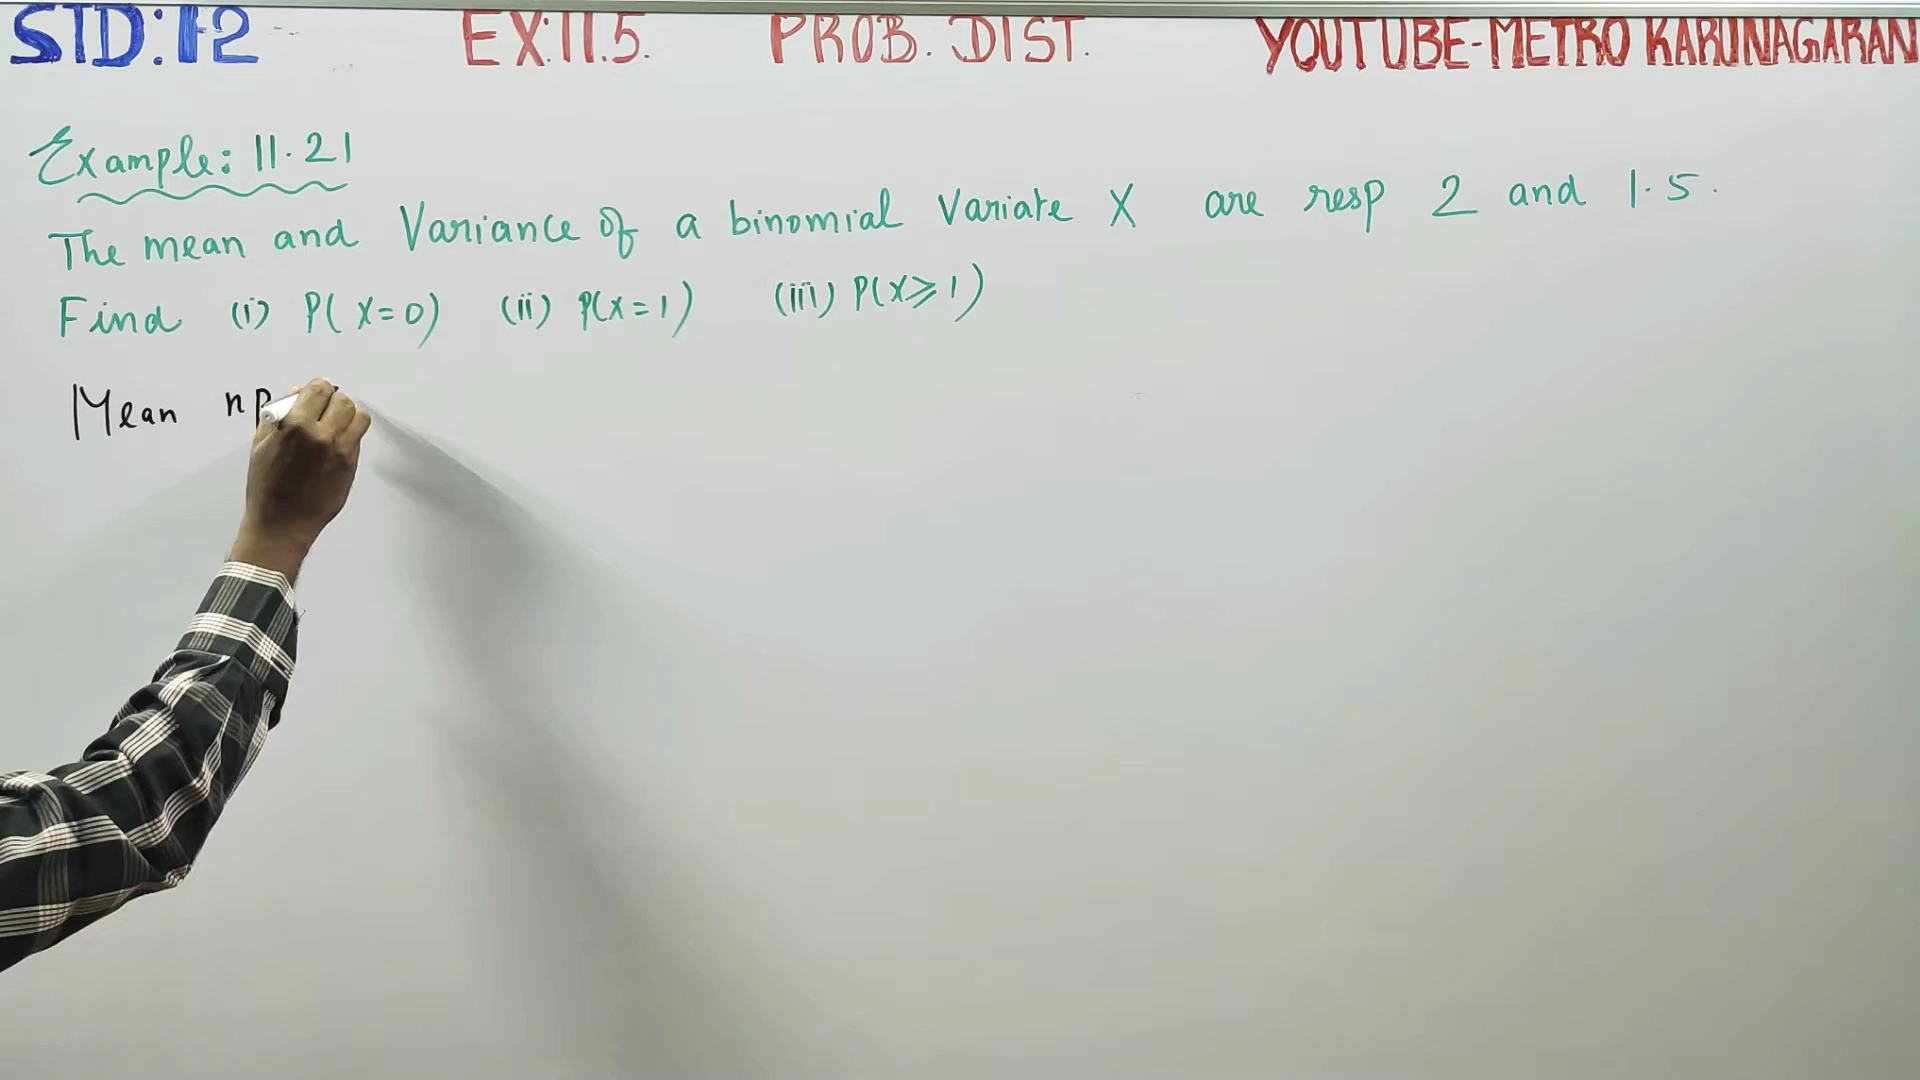 STD: 12 EX: 11.5. PROB. DIST. YOUTUBE-METRO KARUNAGARAN
Example: 11.21
The mean and Variance of a binomial Variate X are resp 2 and 1.5.
Find (i) P(X=0) (ii) P(X=1) (iii) P(X⩾1)
Mean np